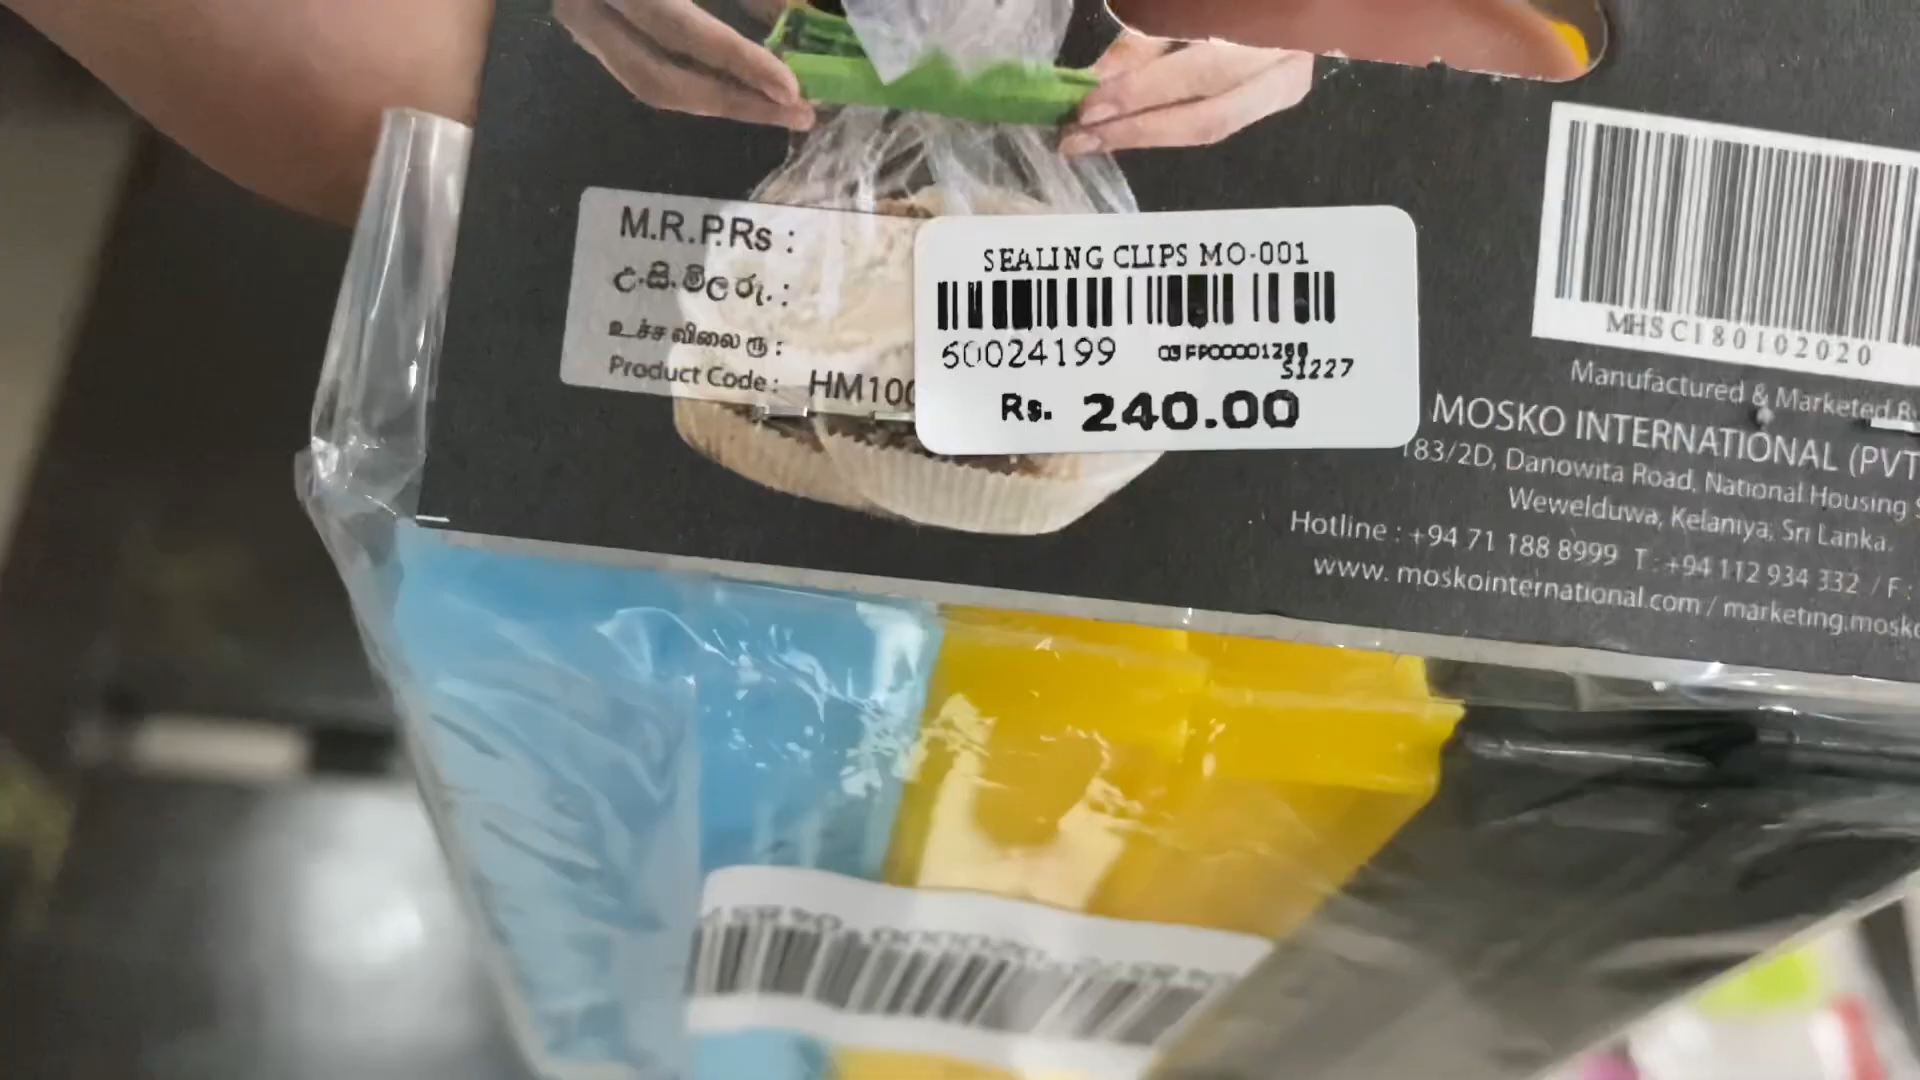 M.R.P.Rs :
උ.සි.මිල රු. :
உச்ச விலை ரூ :
Product Code : HM100
SEALING CLIPS MO-001
60024199
S1227
Rs. 240.00
MHSC180102020
Manufactured & Marketed By
MOSKO INTERNATIONAL (PVT
183/2D, Danowita Road, National Housing
Wewelduwa, Kelaniya, Sri Lanka.
Hotline : +94 71 188 8999 T : +94 112 934 332 / F :
www. moskointernational.com / marketing.mosko